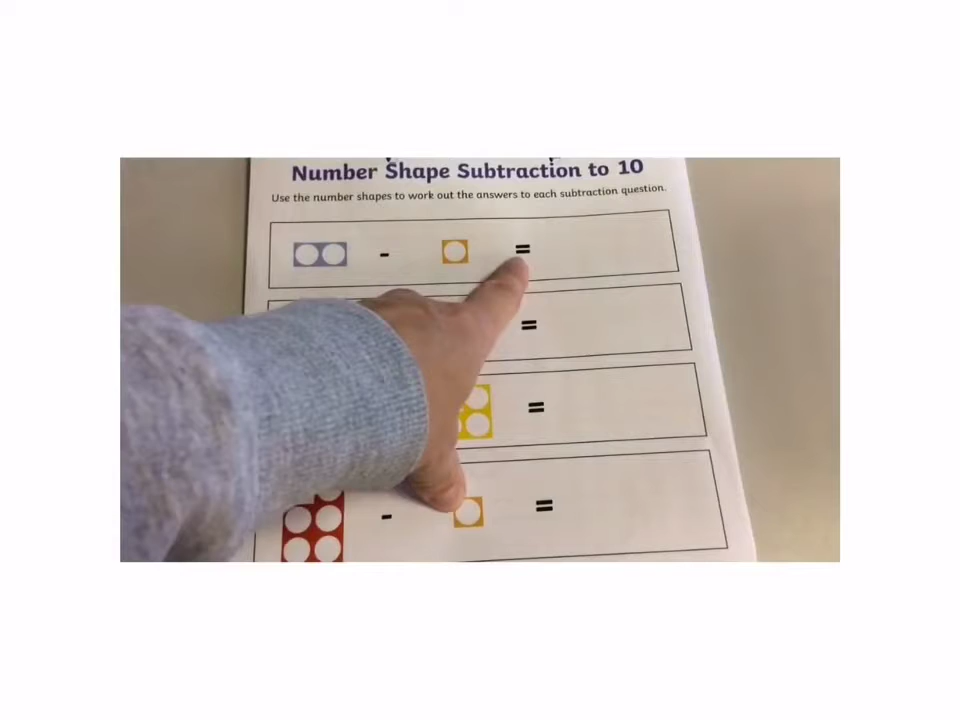 Number Shape Subtraction to 10
Use the number shapes to work out the answers to each subtraction question.
- =
=
=
- =